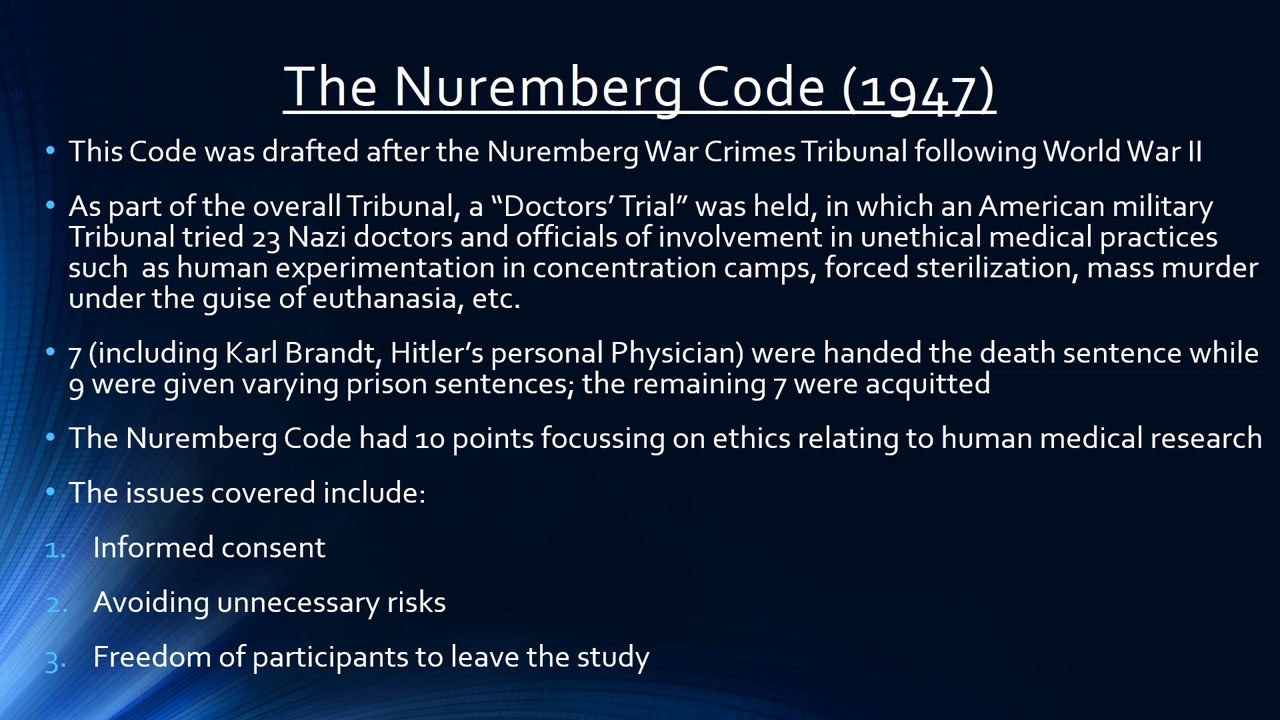 The Nuremberg Code (1947)
• This Code was drafted after the Nuremberg War Crimes Tribunal following World War II
• As part of the overall Tribunal, a “Doctors’ Trial” was held, in which an American military
Tribunal tried 23 Nazi doctors and officials of involvement in unethical medical practices
such  as human experimentation in concentration camps, forced sterilization, mass murder
under the guise of euthanasia, etc.
• 7 (including Karl Brandt, Hitler’s personal Physician) were handed the death sentence while
9 were given varying prison sentences; the remaining 7 were acquitted
• The Nuremberg Code had 10 points focussing on ethics relating to human medical research
• The issues covered include:
1. Informed consent
2. Avoiding unnecessary risks
3. Freedom of participants to leave the study